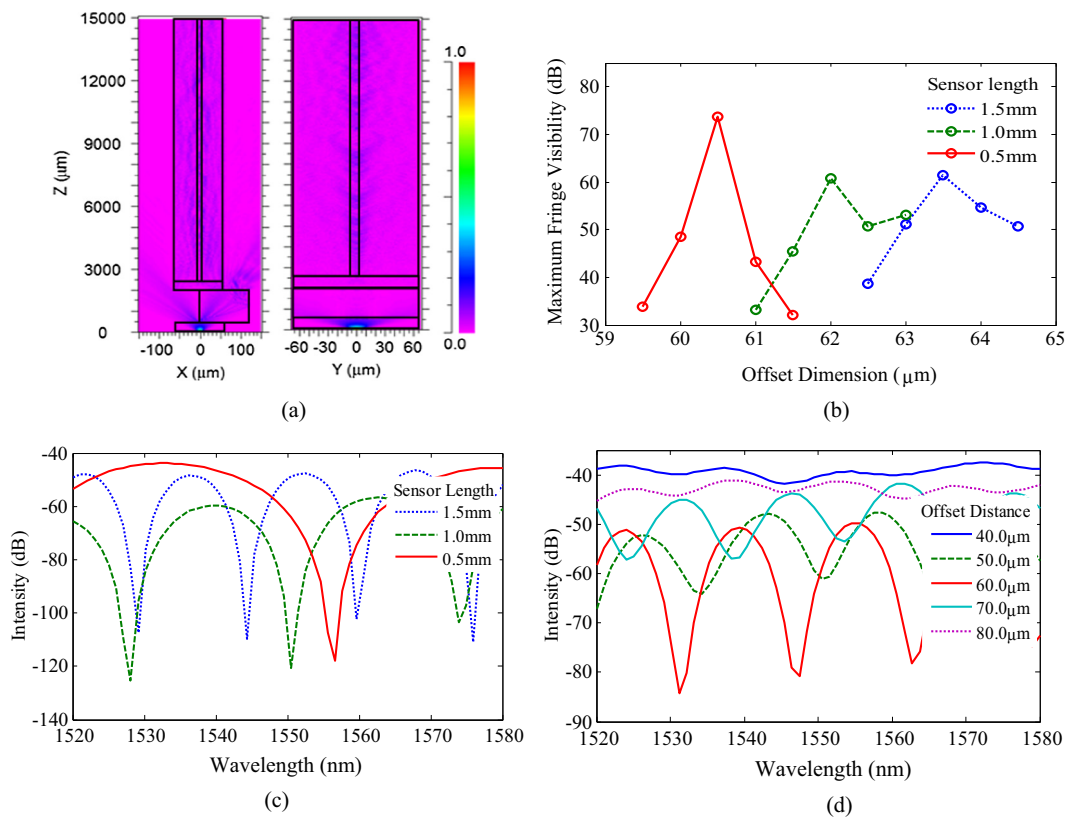 15000
12000
9000
6000
3000
0
Z (μm)
-100 0 100
X (μm)
-60 -30 0 30 60
Y (μm)
1.0
0.0
(a)
85
80
70
60
50
40
30
Maximum Fringe Visibility (dB)
59 60 61 62 63 64 65
Offset Dimension (μm)
Sensor length
1.5mm
1.0mm
0.5mm
(b)
-40
-60
-80
-100
-120
-140
Intensity (dB)
1520 1530 1540 1550 1560 1570 1580
Wavelength (nm)
Sensor Length.
1.5mm
1.0mm
0.5mm
(c)
-40
-50
-60
-70
-80
-90
Intensity (dB)
1520 1530 1540 1550 1560 1570 1580
Wavelength (nm)
Offset Distance
40.0μm
50.0μm
60.0μm
70.0μm
80.0μm
(d)